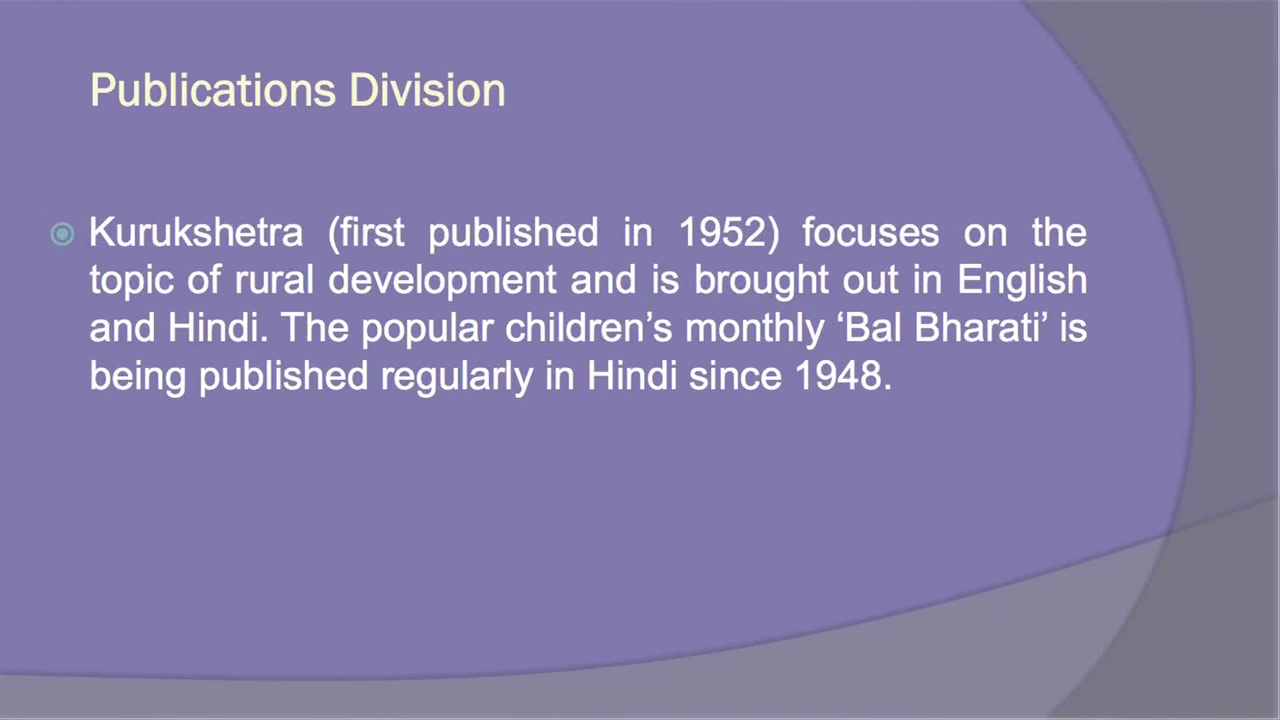 Publications Division
Kurukshetra (first published in 1952) focuses on the
topic of rural development and is brought out in English
and Hindi. The popular children’s monthly ‘Bal Bharati’ is
being published regularly in Hindi since 1948.